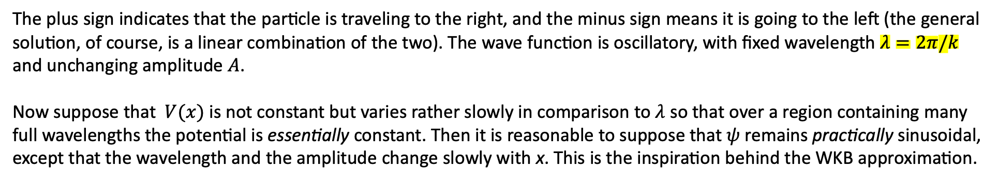 The plus sign indicates that the particle is traveling to the right, and the minus sign means it is going to the left (the general
solution, of course, is a linear combination of the two). The wave function is oscillatory, with fixed wavelength λ = 2π/k
and unchanging amplitude A.
Now suppose that V(x) is not constant but varies rather slowly in comparison to λ so that over a region containing many
full wavelengths the potential is essentially constant. Then it is reasonable to suppose that ψ remains practically sinusoidal,
except that the wavelength and the amplitude change slowly with x. This is the inspiration behind the WKB approximation.